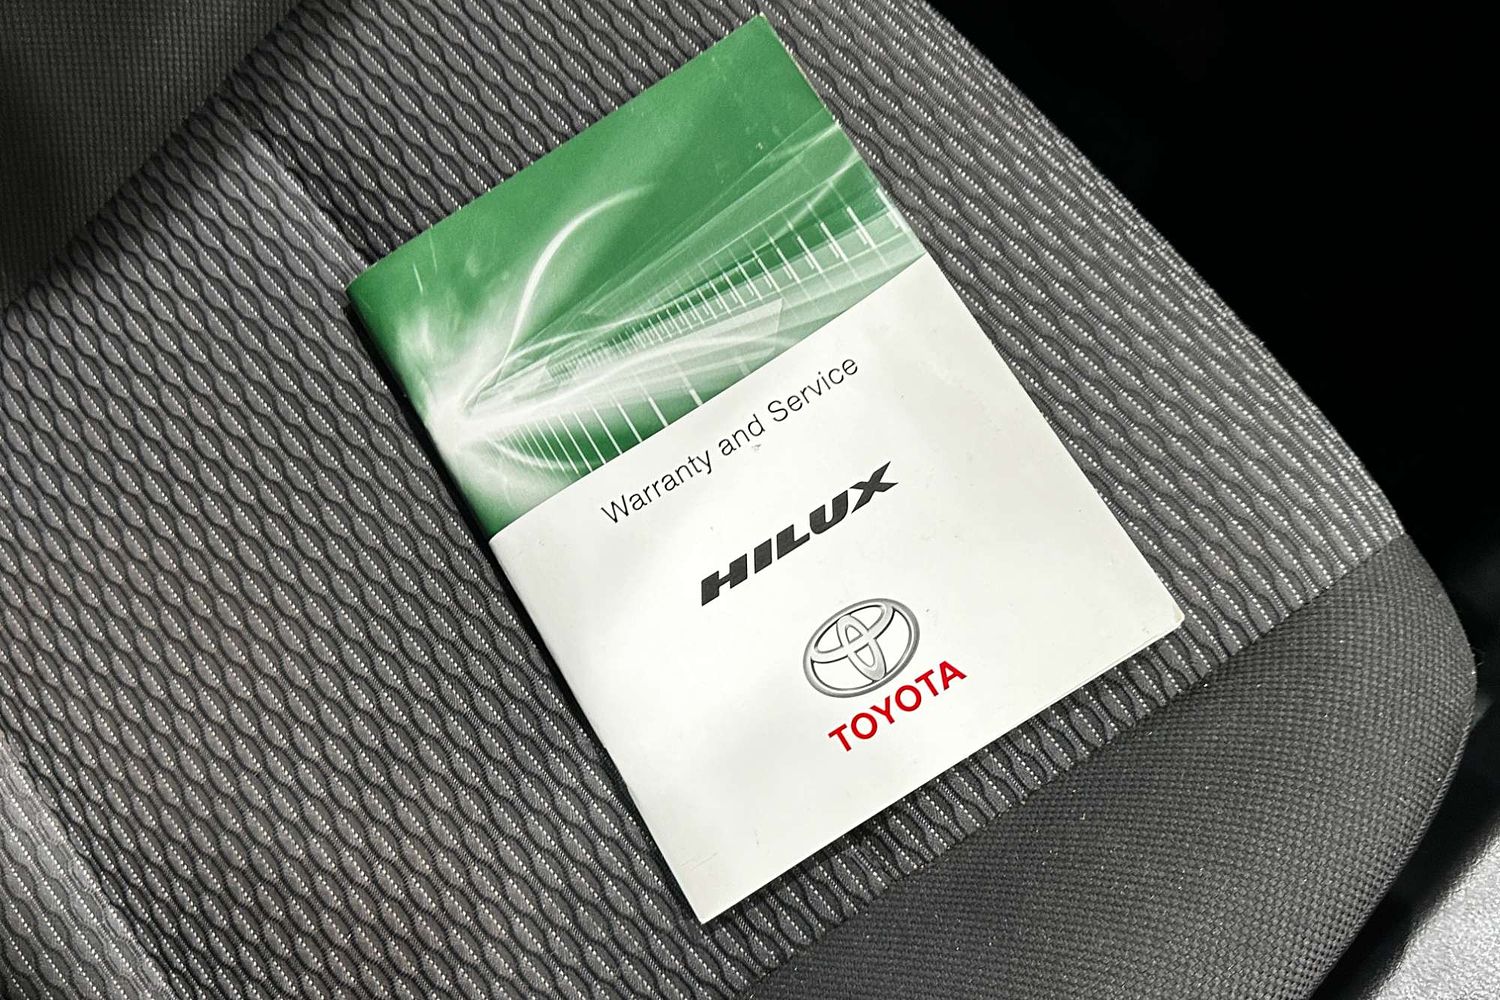 Warranty and Service
HILUX
TOYOTA